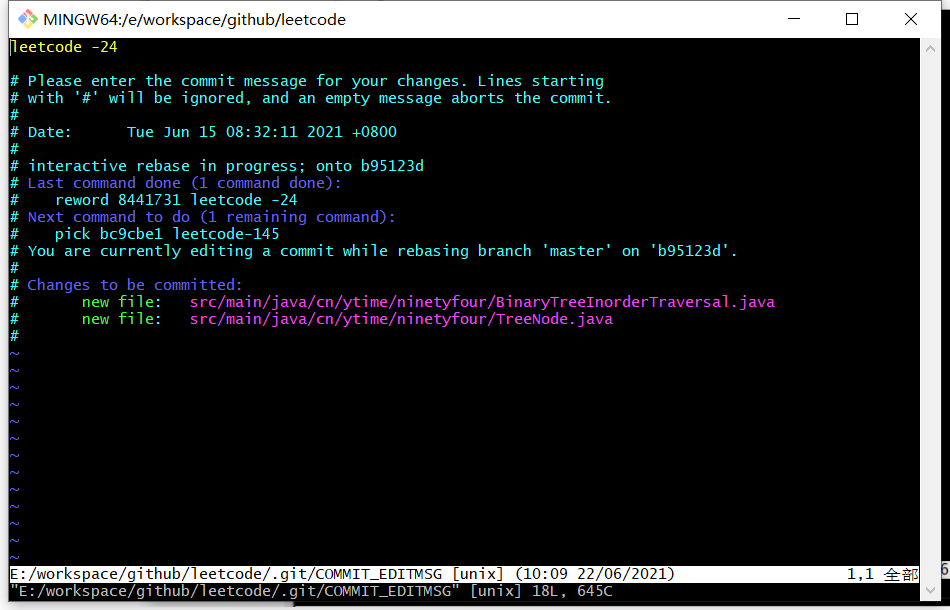 MINGW64:/e/workspace/github/leetcode
leetcode -24
# Please enter the commit message for your changes. Lines starting
# with '#' will be ignored, and an empty message aborts the commit.
#
# Date:      Tue Jun 15 08:32:11 2021 +0800
#
# interactive rebase in progress; onto b95123d
# Last command done (1 command done):
#    reword 8441731 leetcode -24
# Next command to do (1 remaining command):
#    pick bc9cbe1 leetcode-145
# You are currently editing a commit while rebasing branch 'master' on 'b95123d'.
#
# Changes to be committed:
#       new file:   src/main/java/cn/ytime/ninetyfour/BinaryTreeInorderTraversal.java
#       new file:   src/main/java/cn/ytime/ninetyfour/TreeNode.java
#
~
~
~
~
~
~
~
~
~
~
~
~
~
E:/workspace/github/leetcode/.git/COMMIT_EDITMSG [unix] (10:09 22/06/2021) 1,1 全部
"E:/workspace/github/leetcode/.git/COMMIT_EDITMSG" [unix] 18L, 645C